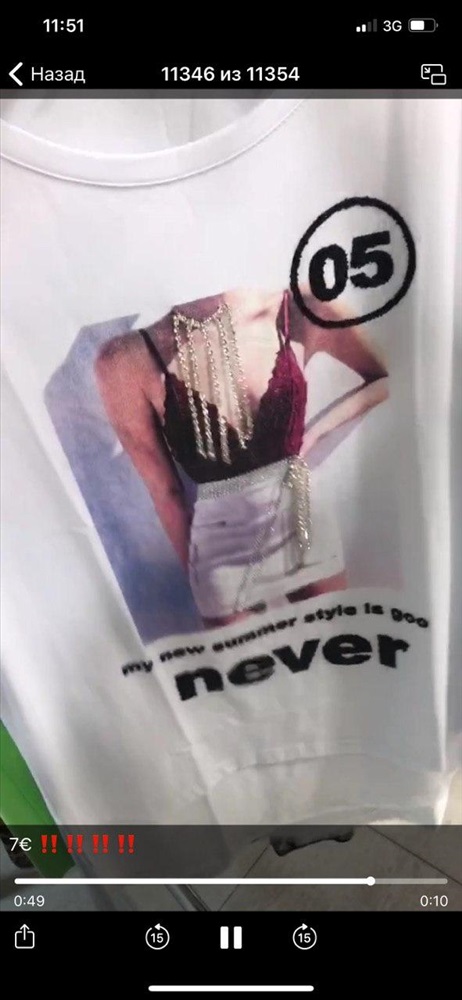 11:51
3G
Назад
11346 из 11354
05
my new summer style is goo
never
7€ ‼️ ‼️ ‼️ ‼️
0:49
0:10
15
15